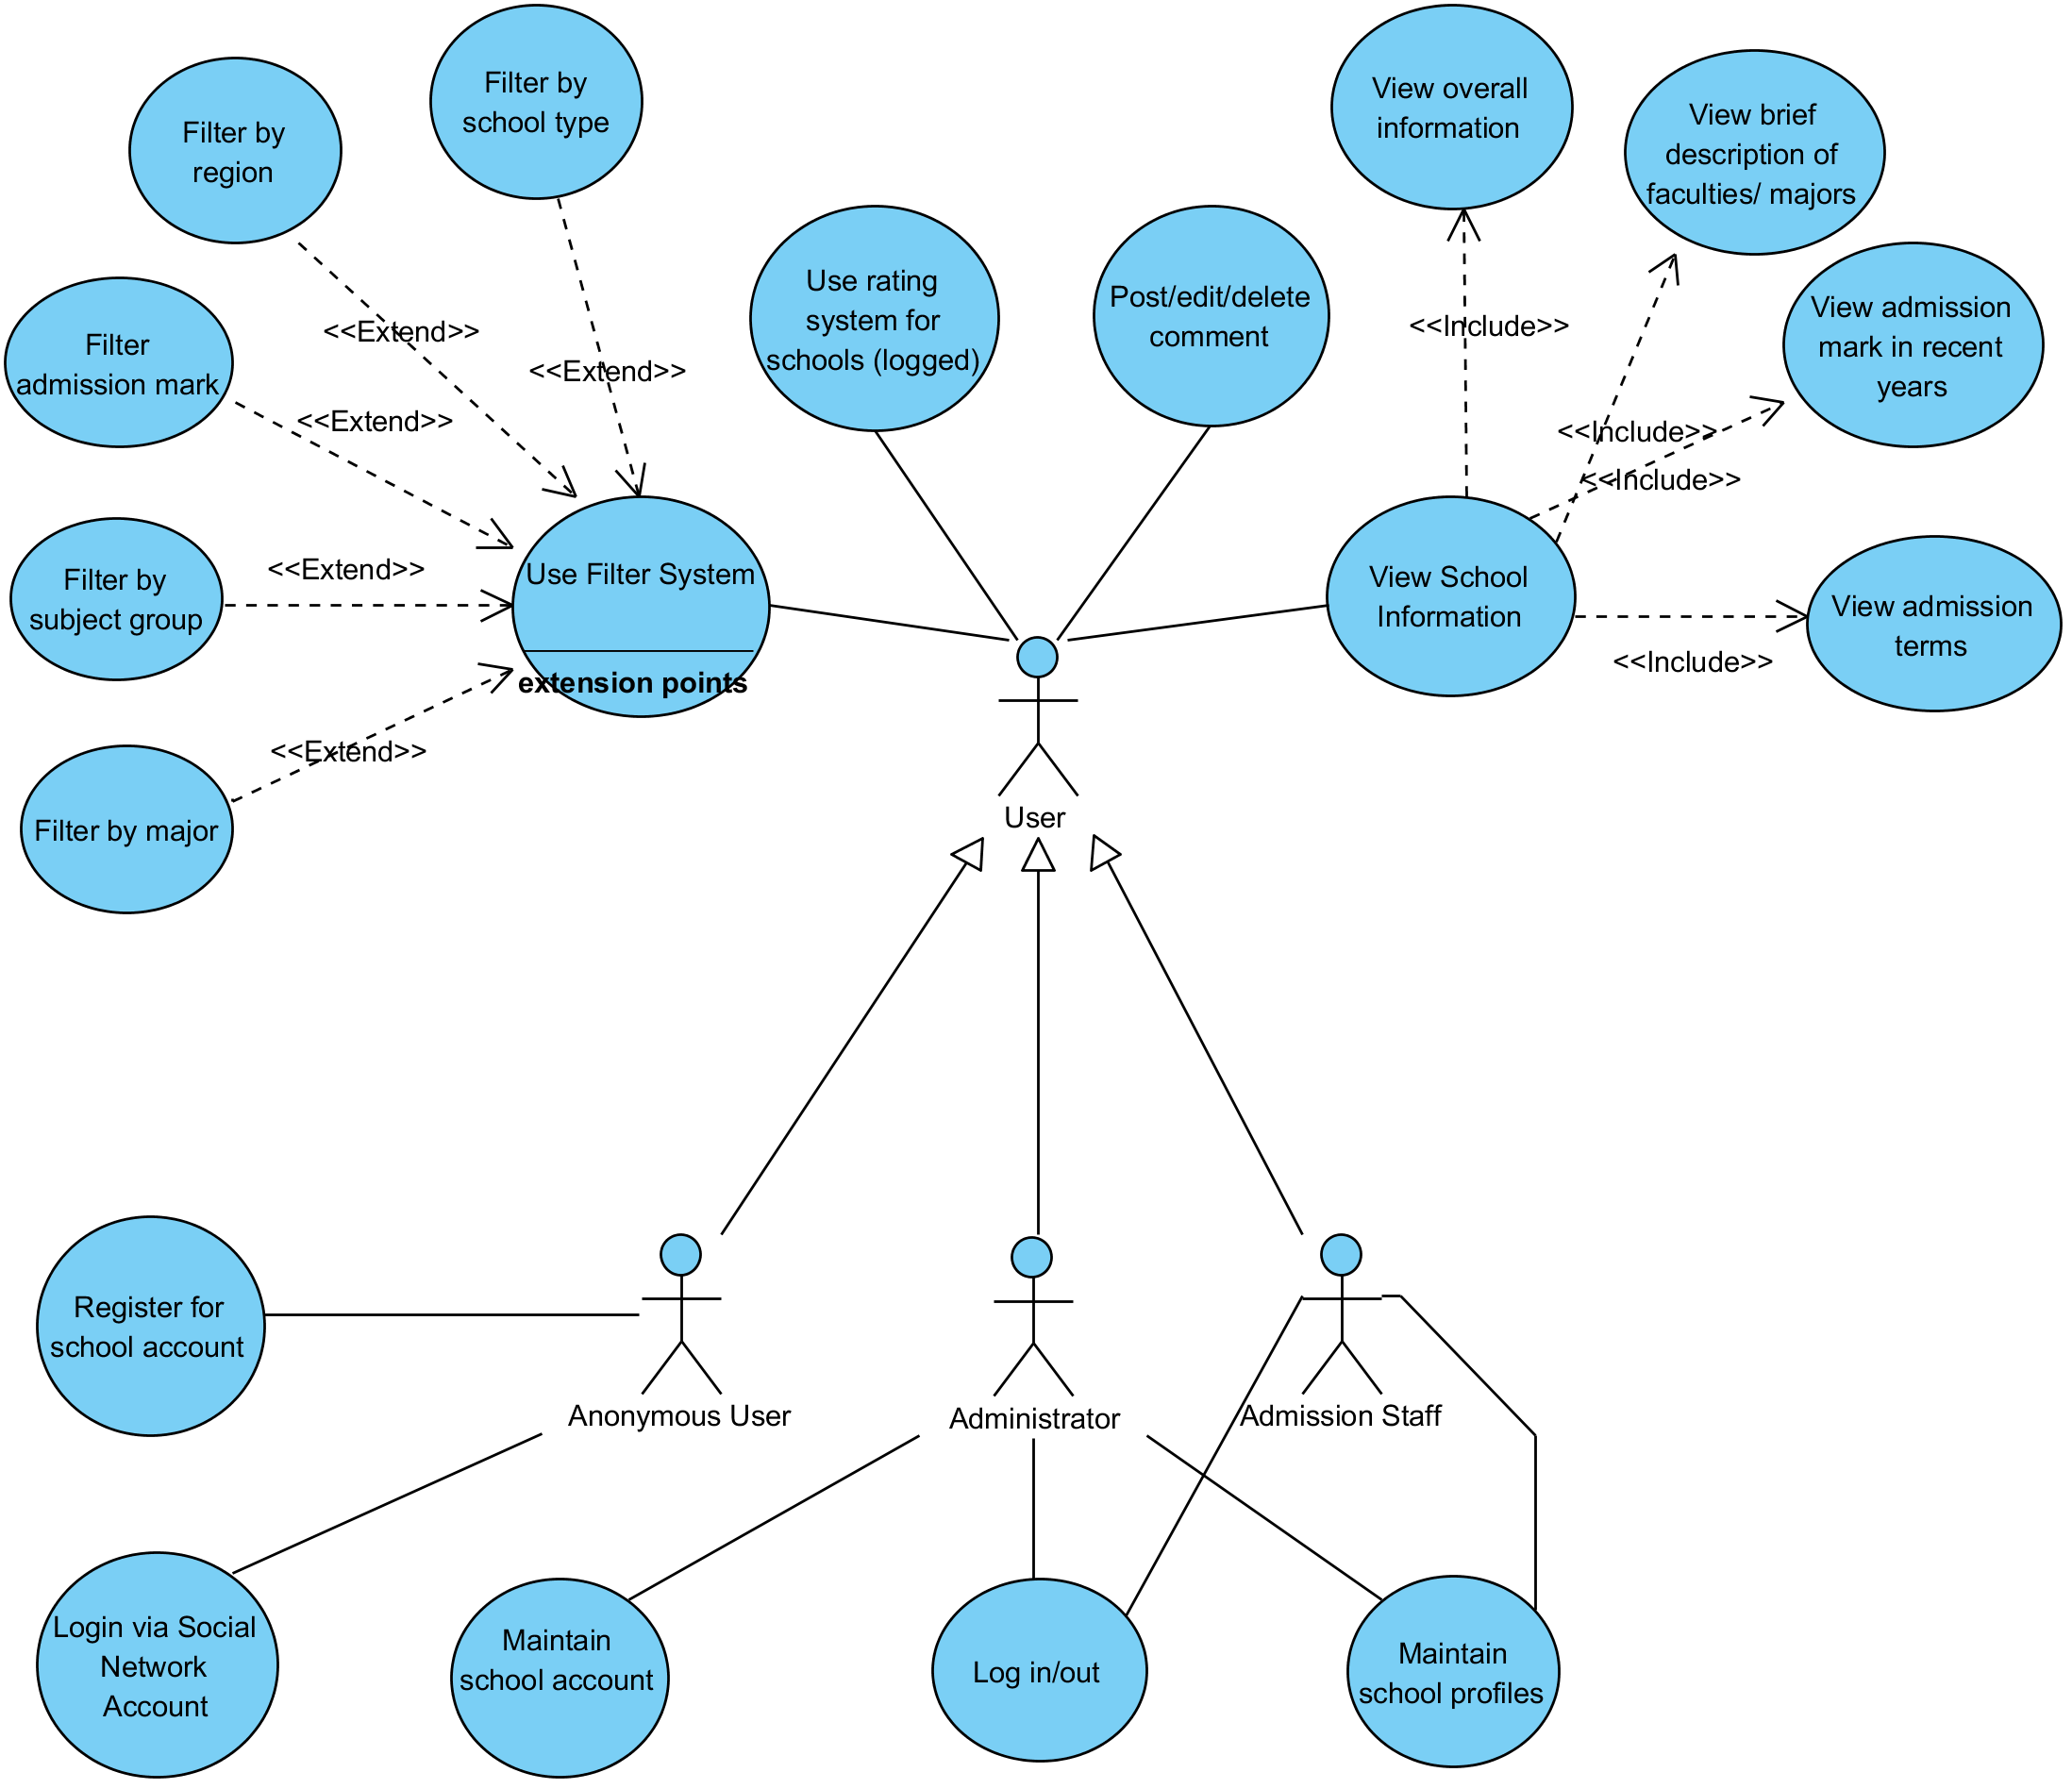 Filter by
school type
View overall
information
Filter by
region
View brief
description of
faculties/ majors
Use rating
system for
schools (logged)
Post/edit/delete
comment
View admission
mark in recent
years
Filter
admission mark
<<Extend>>
<<Extend>>
<<Extend>>
<<Include>>
<<Include>>
<<Include>>
Filter by
subject group
<<Extend>>
Use Filter System
extension points
View School
Information
View admission
terms
<<Include>>
<<Extend>>
Filter by major
User
Register for
school account
Anonymous User
Administrator
Admission Staff
Login via Social
Network
Account
Maintain
school account
Log in/out
Maintain
school profiles